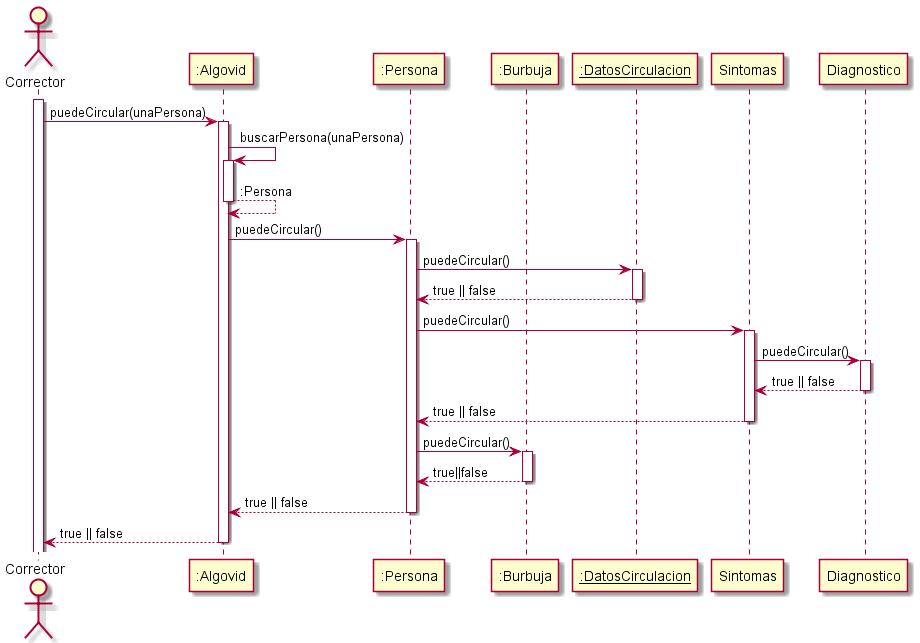 Corrector
:Algovid
:Persona
:Burbuja
:DatosCirculacion
Sintomas
Diagnostico
puedeCircular(unaPersona)
buscarPersona(unaPersona)
:Persona
puedeCircular()
puedeCircular()
true || false
puedeCircular()
puedeCircular()
true || false
true || false
puedeCircular()
true||false
true || false
true || false
Corrector
:Algovid
:Persona
:Burbuja
:DatosCirculacion
Sintomas
Diagnostico